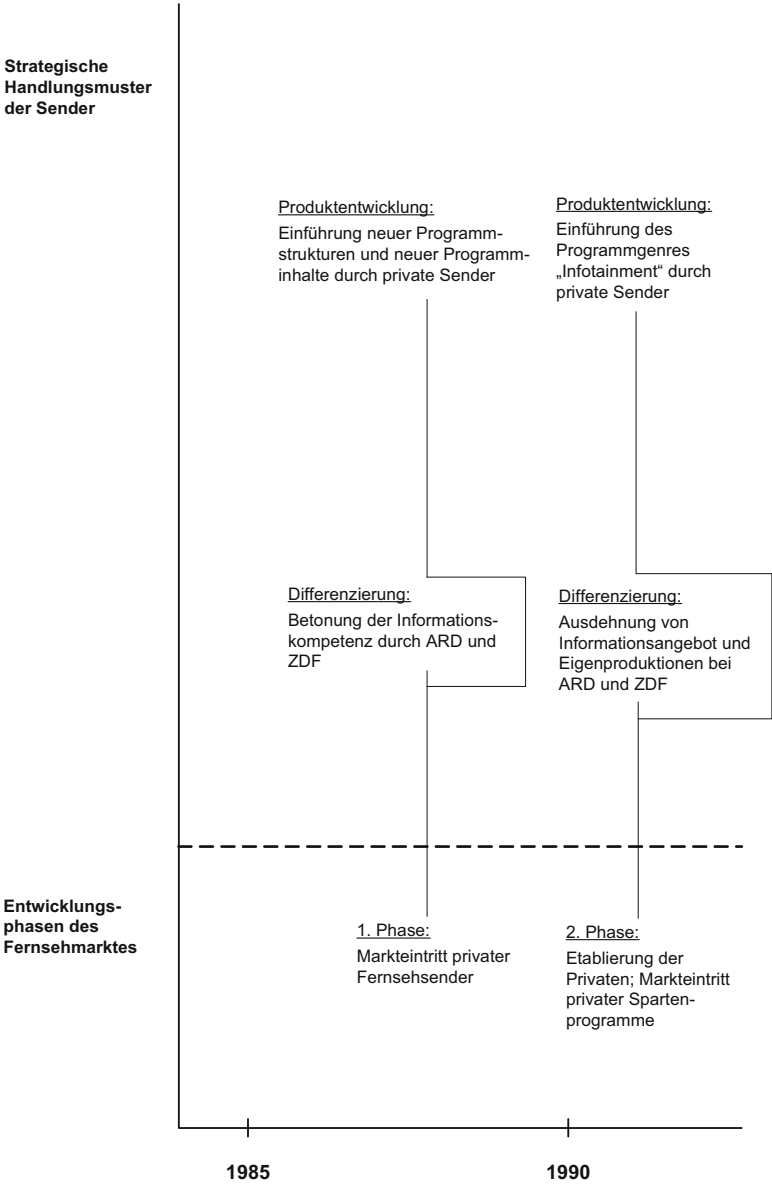 Strategische
Handlungsmuster
der Sender
Produktentwicklung:
Einführung neuer Programm-
strukturen und neuer Programm-
inhalte durch private Sender
Produktentwicklung:
Einführung des
Programmgenres
„Infotainment“ durch
private Sender
Differenzierung:
Betonung der Informations-
kompetenz durch ARD und
ZDF
Differenzierung:
Ausdehnung von
Informationsangebot und
Eigenproduktionen bei
ARD und ZDF
Entwicklungs-
phasen des
Fernsehmarktes
1. Phase:
Markteintritt privater
Fernsehsender
2. Phase:
Etablierung der
Privaten; Markteintritt
privater Sparten-
programme
1985
1990